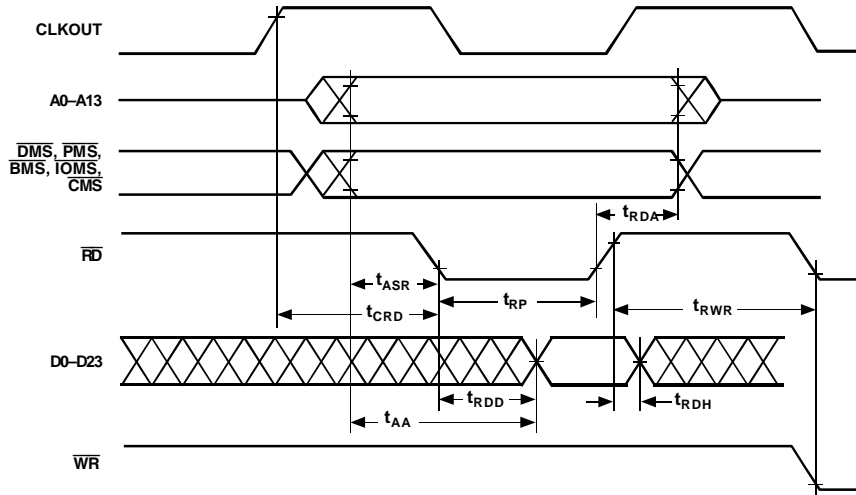 CLKOUT
A0–A13
DMS, PMS,
BMS, IOMS,
CMS
tRDA
RD
tASR
tRP
tCRD
tRWR
D0–D23
tRDD
tRDH
tAA
WR